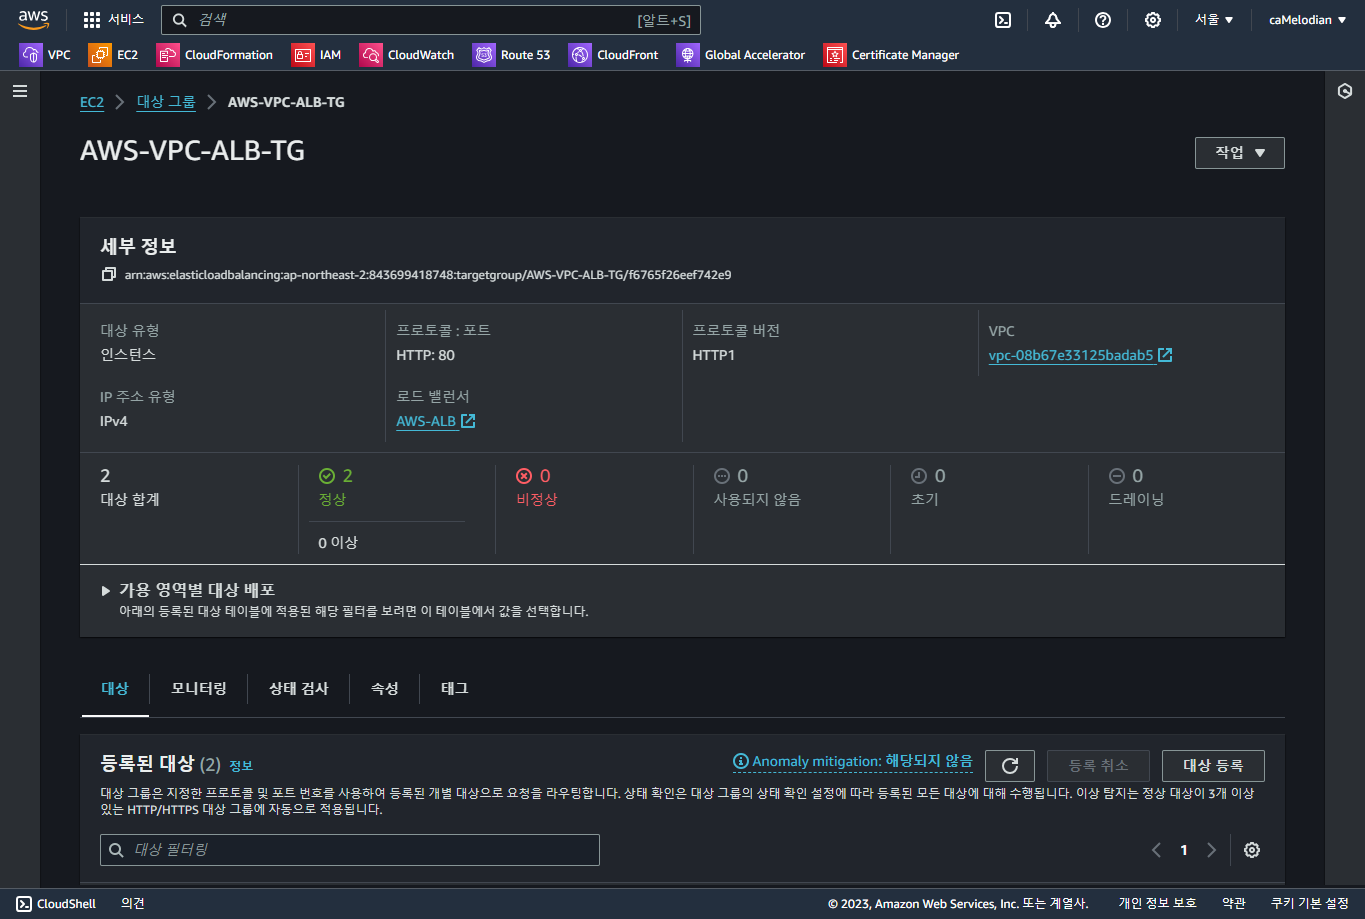 aws
서비스
검색
[알트+S]
서울 ▼
caMelodian ▼
VPC
EC2
CloudFormation
IAM
CloudWatch
Route 53
CloudFront
Global Accelerator
Certificate Manager
EC2 > 대상 그룹 > AWS-VPC-ALB-TG
AWS-VPC-ALB-TG
작업 ▼
세부 정보
arn:aws:elasticloadbalancing:ap-northeast-2:843699418748:targetgroup/AWS-VPC-ALB-TG/f6765f26eef742e9
대상 유형
인스턴스
프로토콜 : 포트
HTTP: 80
프로토콜 버전
HTTP1
VPC
vpc-08b67e33125badab5
IP 주소 유형
IPv4
로드 밸런서
AWS-ALB
2
대상 합계
2
정상
0 이상
0
비정상
0
사용되지 않음
0
초기
0
드레이닝
가용 영역별 대상 배포
아래의 등록된 대상 테이블에 적용된 해당 필터를 보려면 이 테이블에서 값을 선택합니다.
대상
모니터링
상태 검사
속성
태그
등록된 대상 (2) 정보
Anomaly mitigation: 해당되지 않음
등록 취소
대상 등록
대상 그룹은 지정한 프로토콜 및 포트 번호를 사용하여 등록된 개별 대상으로 요청을 라우팅합니다. 상태 확인은 대상 그룹의 상태 확인 설정에 따라 등록된 모든 대상에 대해 수행됩니다. 이상 탐지는 정상 대상이 3개 이상
있는 HTTP/HTTPS 대상 그룹에 자동으로 적용됩니다.
대상 필터링
1
CloudShell
의견
© 2023, Amazon Web Services, Inc. 또는 계열사.
개인 정보 보호
약관
쿠키 기본 설정